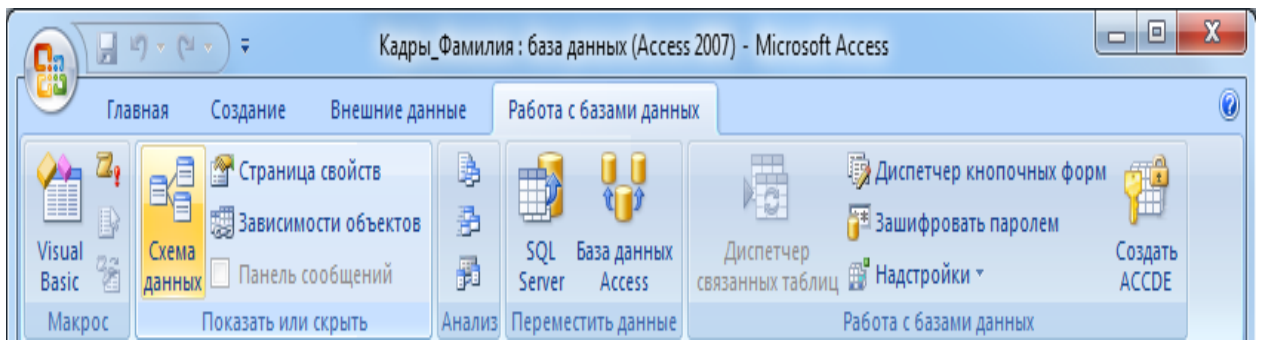 Кадры_Фамилия : база данных (Access 2007) - Microsoft Access
Главная Создание Внешние данные Работа с базами данных
Visual Basic
Схема данных
Страница свойств
Зависимости объектов
Панель сообщений
SQL Server
База данных Access
Диспетчер связанных таблиц
Диспетчер кнопочных форм
Зашифровать паролем
Надстройки
Создать ACCDE
Макрос Показать или скрыть Анализ Переместить данные Работа с базами данных